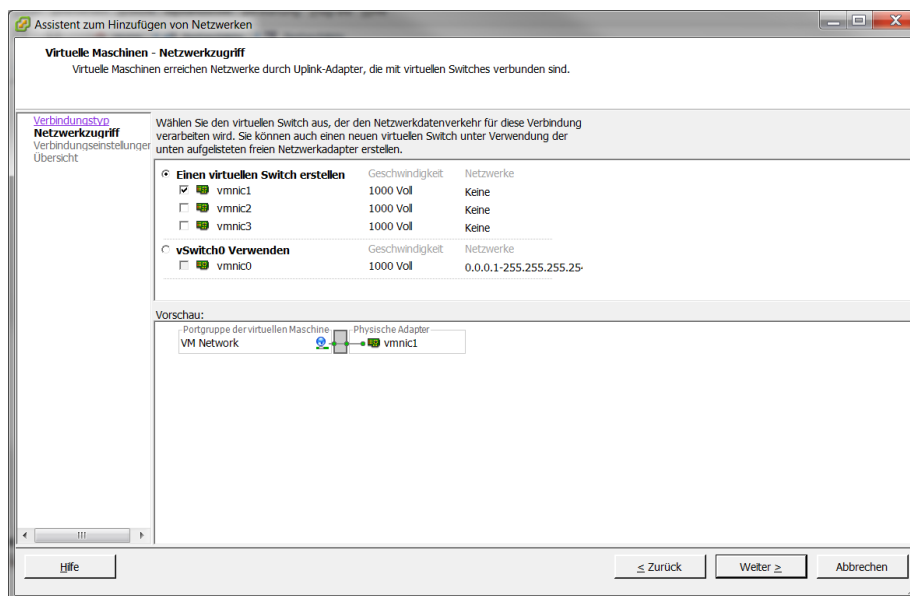 Assistent zum Hinzufügen von Netzwerken
Virtuelle Maschinen - Netzwerkzugriff
Virtuelle Maschinen erreichen Netzwerke durch Uplink-Adapter, die mit virtuellen Switches verbunden sind.
Verbindungstyp
Netzwerkzugriff
Verbindungseinstellunger
Übersicht
Wählen Sie den virtuellen Switch aus, der den Netzwerkdatenverkehr für diese Verbindung
verarbeiten wird. Sie können auch einen neuen virtuellen Switch unter Verwendung der
unten aufgelisteten freien Netzwerkadapter erstellen.
Einen virtuellen Switch erstellen Geschwindigkeit Netzwerke
vmnic1 1000 Voll Keine
vmnic2 1000 Voll Keine
vmnic3 1000 Voll Keine
vSwitch0 Verwenden Geschwindigkeit Netzwerke
vmnic0 1000 Voll 0.0.0.1-255.255.255.25
Vorschau:
Portgruppe der virtuellen Maschine Physische Adapter
VM Network vmnic1
Hilfe
< Zurück Weiter > Abbrechen